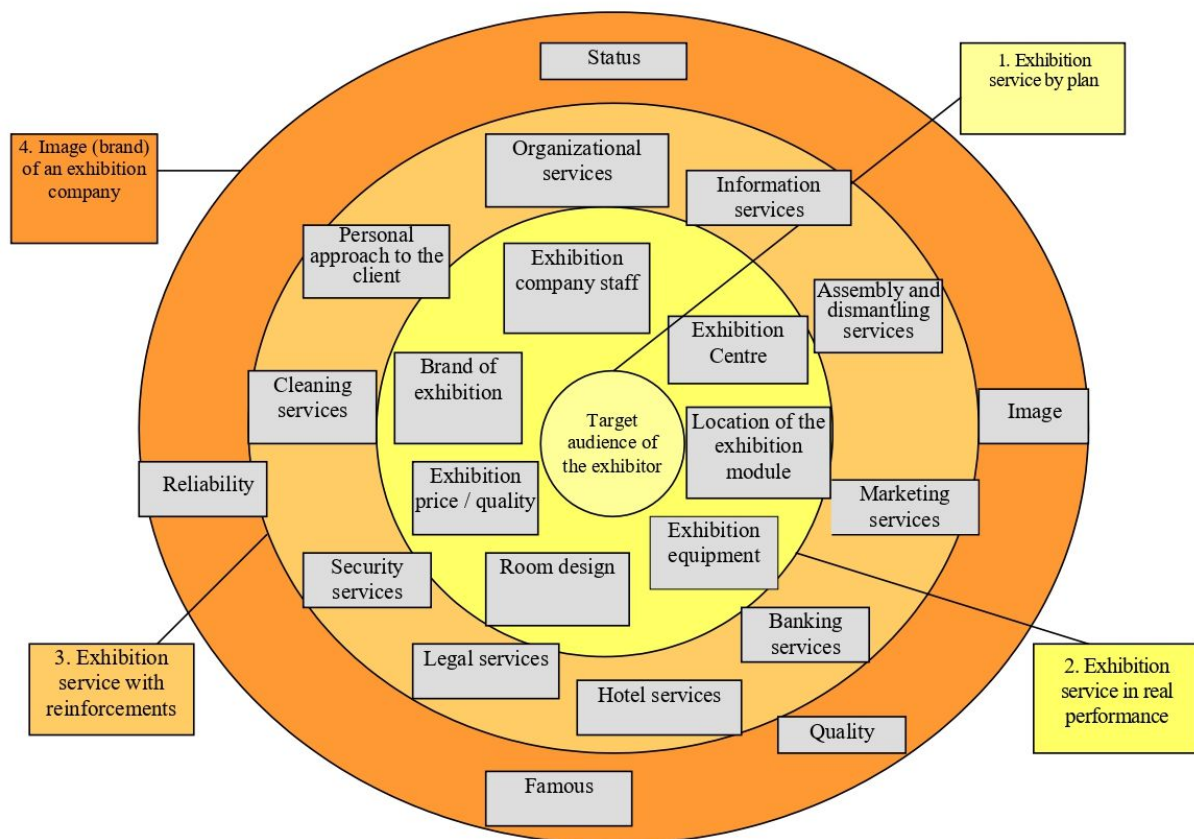 Status
1. Exhibition
service by plan
4. Image (brand)
of an exhibition
company
Organizational
services
Information
services
Personal
approach to the
client
Exhibition
company staff
Assembly and
dismantling
services
Exhibition
Centre
Brand of
exhibition
Cleaning
services
Target
audience of
the exhibitor
Location of the
exhibition
module
Image
Reliability
Exhibition
price / quality
Marketing
services
Exhibition
equipment
Security
services
Room design
Banking
services
3. Exhibition
service with
reinforcements
Legal services
Hotel services
2. Exhibition
service in real
performance
Quality
Famous